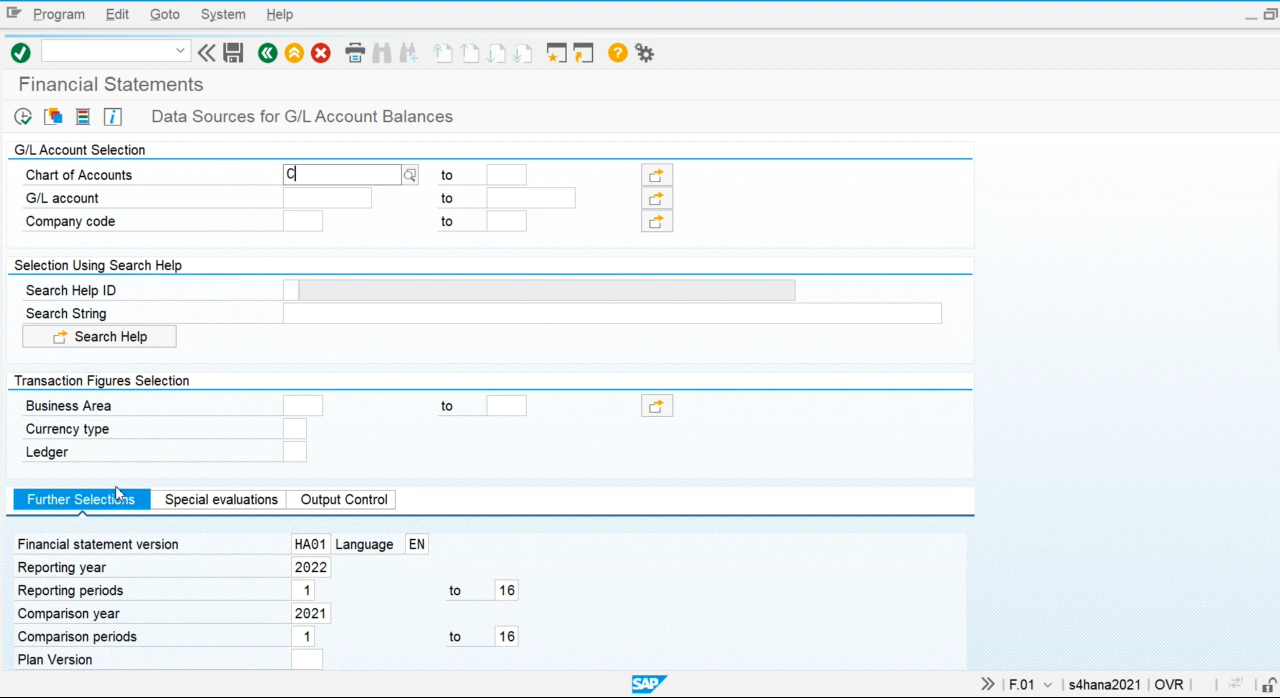 Program Edit Goto System Help
Financial Statements
Data Sources for G/L Account Balances
G/L Account Selection
Chart of Accounts C to
G/L account to
Company code to
Selection Using Search Help
Search Help ID
Search String
Search Help
Transaction Figures Selection
Business Area to
Currency type
Ledger
Further Selections Special evaluations Output Control
Financial statement version HA01 Language EN
Reporting year 2022
Reporting periods 1 to 16
Comparison year 2021
Comparison periods 1 to 16
Plan Version
SAP F.01 s4hana2021 OVR